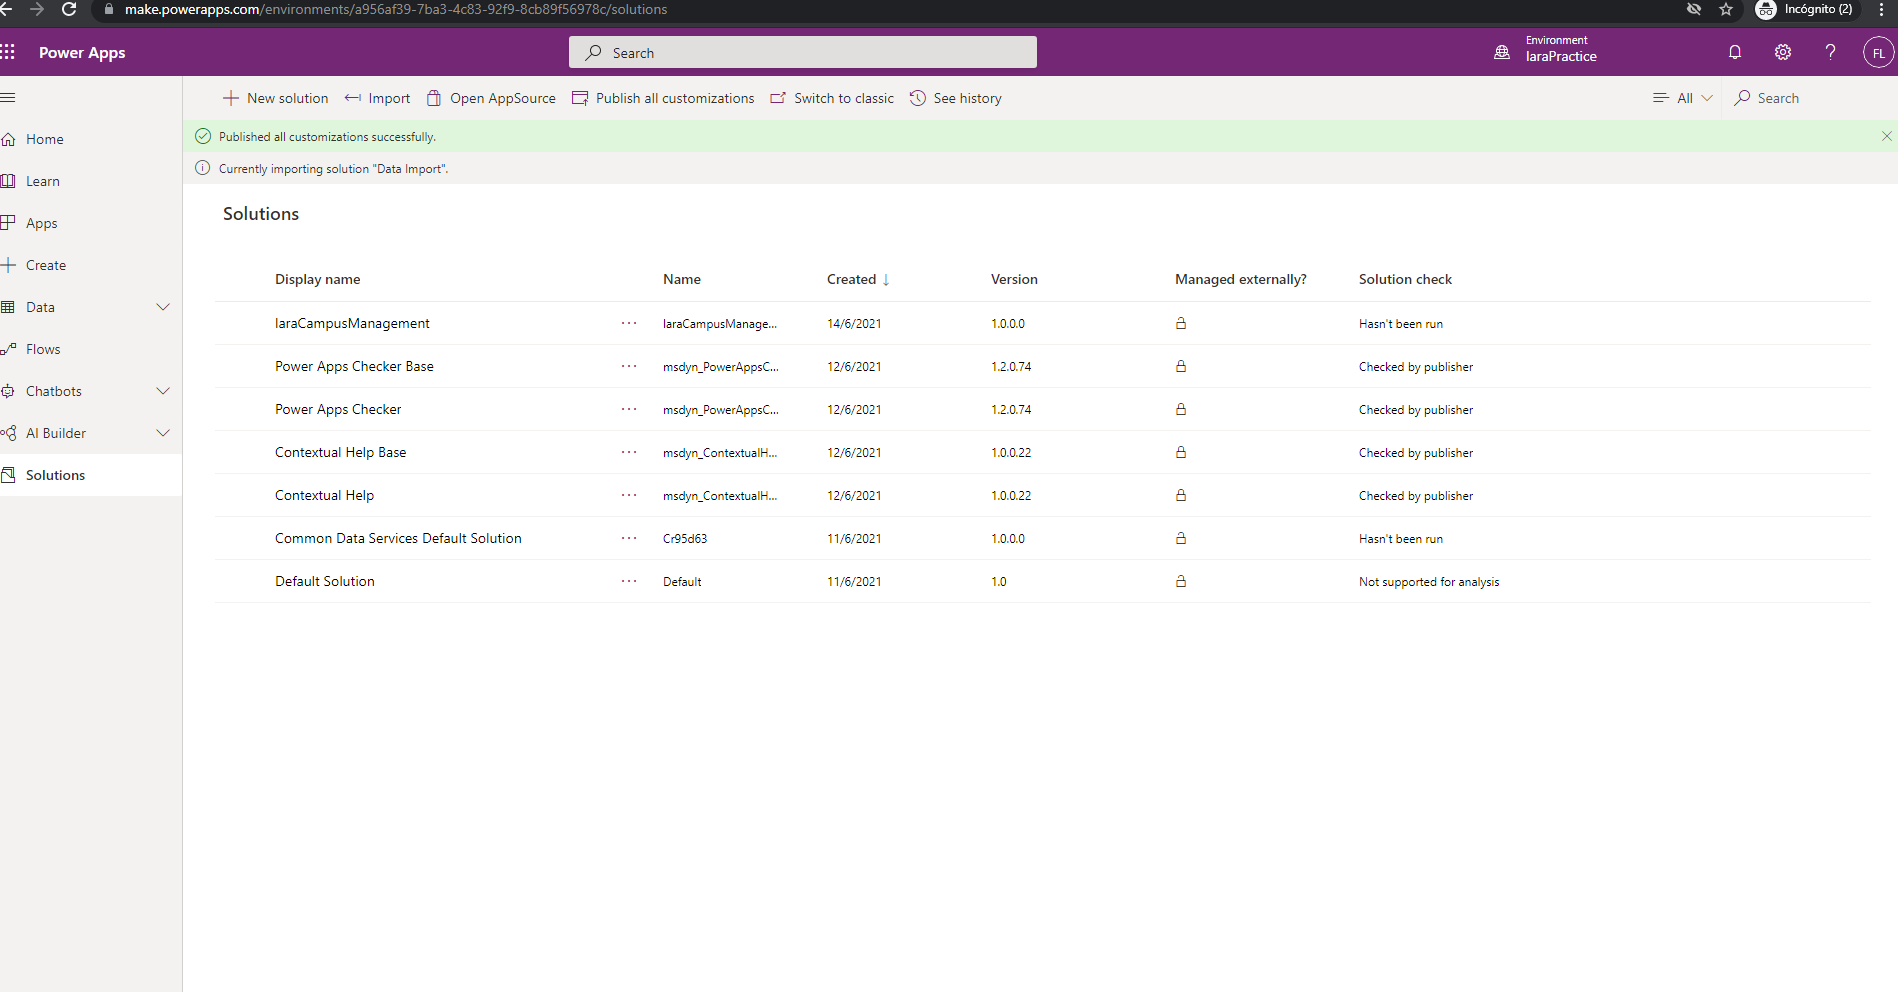 make.powerapps.com/environments/a956af39-7ba3-4c83-92f9-8cb89f56978c/solutions
Incógnito (2)
Power Apps
Search
Environment
laraPractice
FL
New solution
Import
Open AppSource
Publish all customizations
Switch to classic
See history
All
Search
Home
Learn
Apps
Create
Data
Flows
Chatbots
AI Builder
Solutions
Published all customizations successfully.
Currently importing solution "Data Import".
Solutions
Display name Name Created ↓ Version Managed externally? Solution check
laraCampusManagement ... laraCampusManage... 14/6/2021 1.0.0.0 Hasn't been run
Power Apps Checker Base ... msdyn_PowerAppsC... 12/6/2021 1.2.0.74 Checked by publisher
Power Apps Checker ... msdyn_PowerAppsC... 12/6/2021 1.2.0.74 Checked by publisher
Contextual Help Base ... msdyn_ContextualH... 12/6/2021 1.0.0.22 Checked by publisher
Contextual Help ... msdyn_ContextualH... 12/6/2021 1.0.0.22 Checked by publisher
Common Data Services Default Solution ... Cr95d63 11/6/2021 1.0.0.0 Hasn't been run
Default Solution ... Default 11/6/2021 1.0 Not supported for analysis